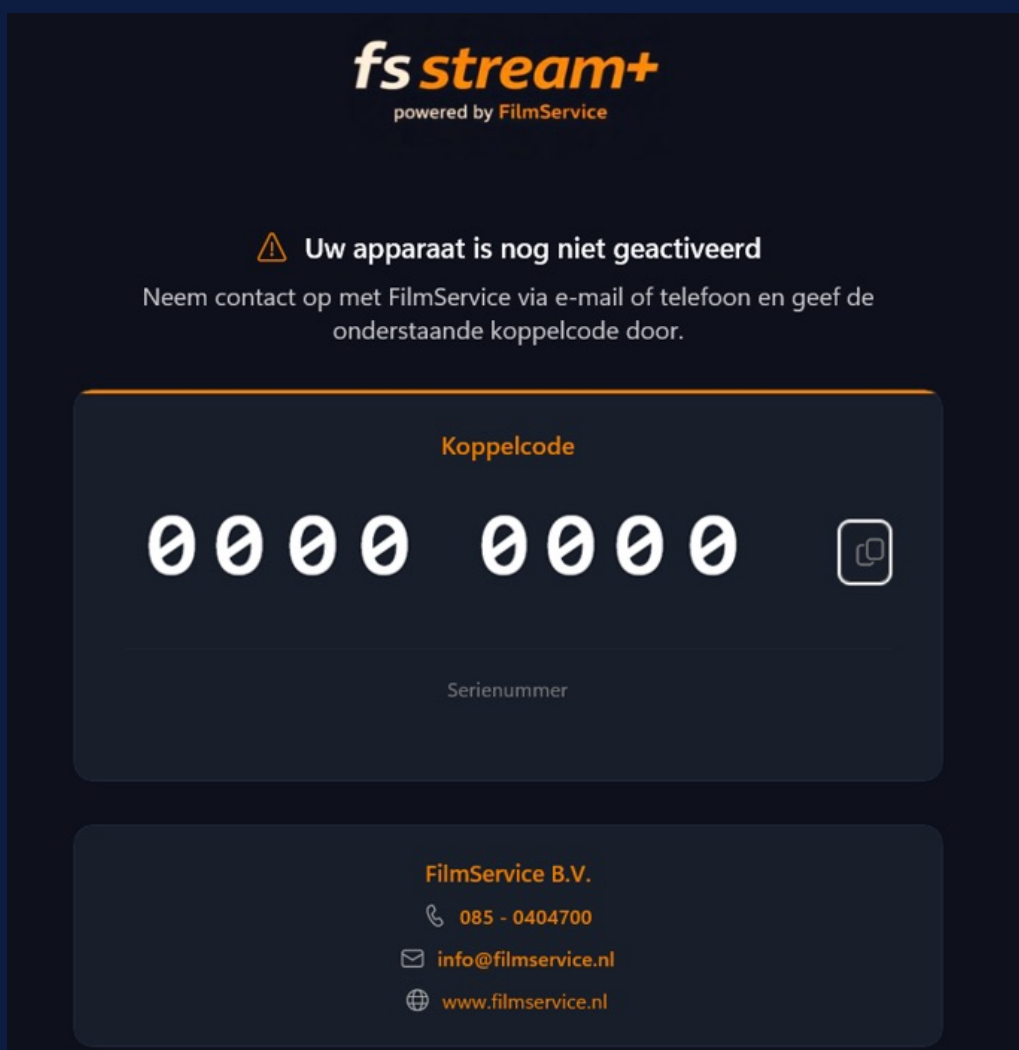 fs stream+
powered by FilmService
Uw apparaat is nog niet geactiveerd
Neem contact op met FilmService via e-mail of telefoon en geef de
onderstaande koppelcode door.
Koppelcode
0000 0000
Serienummer
FilmService B.V.
085 - 0404700
info@filmservice.nl
www.filmservice.nl